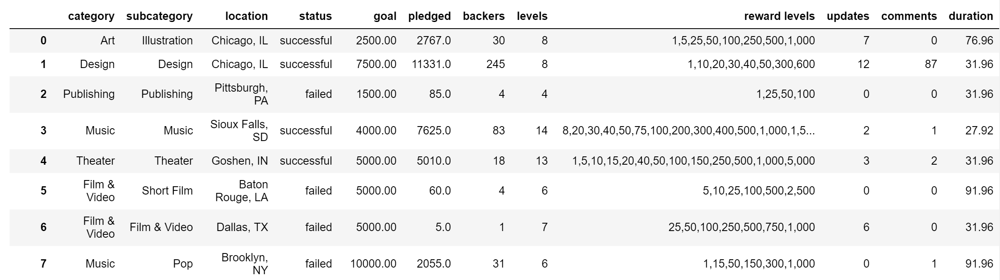 category subcategory location status goal pledged backers levels reward levels updates comments duration
0 Art Illustration Chicago, IL successful 2500.00 2767.0 30 8 1,5,25,50,100,250,500,1,000 7 0 76.96
1 Design Design Chicago, IL successful 7500.00 11331.0 245 8 1,10,20,30,40,50,300,600 12 87 31.96
2 Publishing Publishing Pittsburgh, PA failed 1500.00 85.0 4 4 1,25,50,100 0 0 31.96
3 Music Music Sioux Falls, SD successful 4000.00 7625.0 83 14 8,20,30,40,50,75,100,200,300,400,500,1,000,1,5... 2 1 27.92
4 Theater Theater Goshen, IN successful 5000.00 5010.0 18 13 1,5,10,15,20,40,50,100,150,250,500,1,000,5,000 3 2 31.96
5 Film & Video Short Film Baton Rouge, LA failed 5000.00 60.0 4 6 5,10,25,100,500,2,500 0 0 91.96
6 Film & Video Film & Video Dallas, TX failed 5000.00 5.0 1 7 25,50,100,250,500,750,1,000 6 0 31.96
7 Music Pop Brooklyn, NY failed 10000.00 2055.0 31 6 1,15,50,150,300,1,000 0 1 91.96